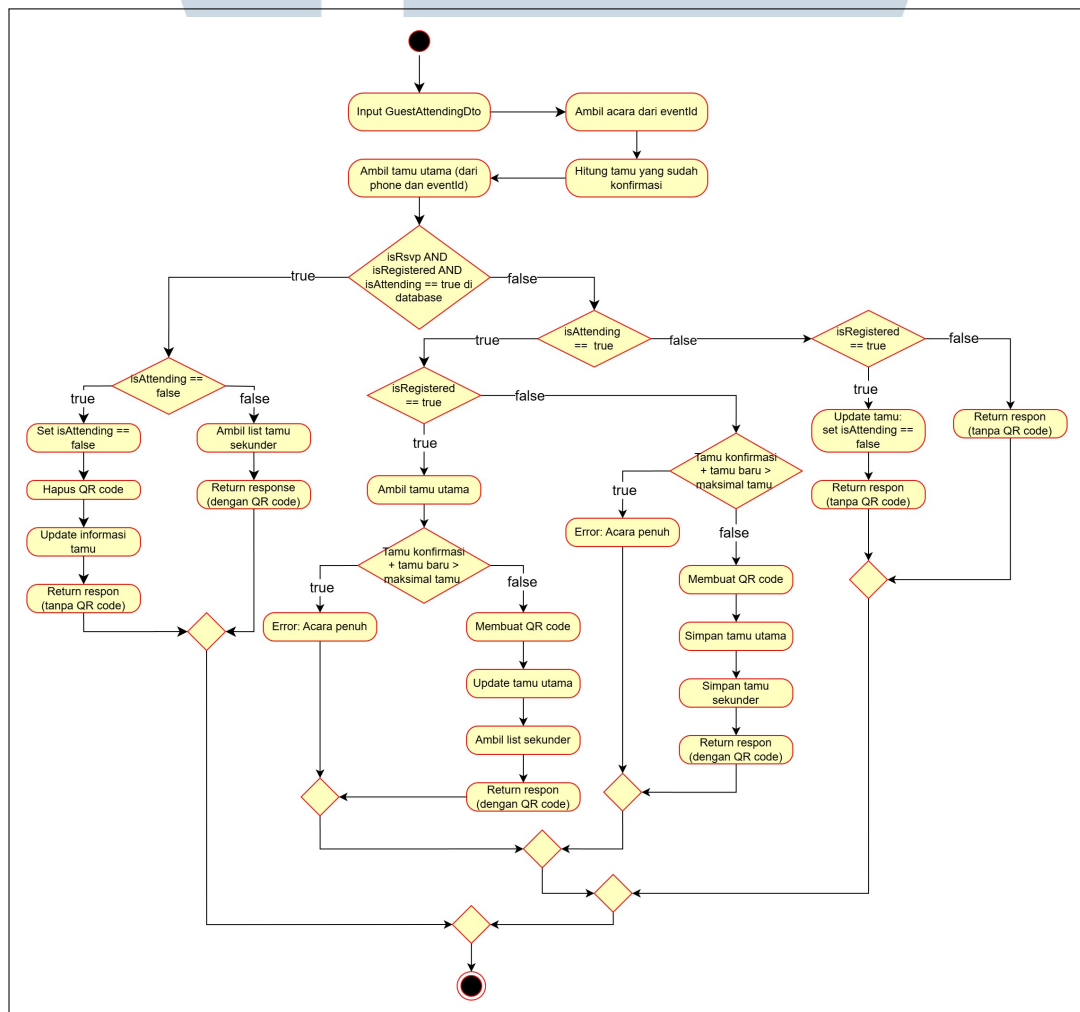 Input GuestAttendingDto
Ambil acara dari eventId
Ambil tamu utama (dari
phone dan eventId)
Hitung tamu yang sudah
konfirmasi
isRsvp AND
isRegistered AND
isAttending == true di
database
true
false
isAttending
== true
true
false
isRegistered
== true
true
false
isAttending ==
false
true
false
Set isAttending ==
false
Hapus QR code
Update informasi
tamu
Return respon
(tanpa QR code)
Ambil list tamu
sekunder
Return response
(dengan QR code)
isRegistered
== true
true
false
Ambil tamu utama
Tamu konfirmasi
+ tamu baru >
maksimal tamu
true
false
Error: Acara penuh
Membuat QR code
Update tamu utama
Ambil list sekunder
Return respon
(dengan QR code)
Tamu konfirmasi
+ tamu baru >
maksimal tamu
true
false
Error: Acara penuh
Membuat QR code
Simpan tamu utama
Simpan tamu
sekunder
Return respon
(dengan QR code)
Update tamu:
set isAttending ==
false
Return respon
(tanpa QR code)
Return respon
(tanpa QR code)